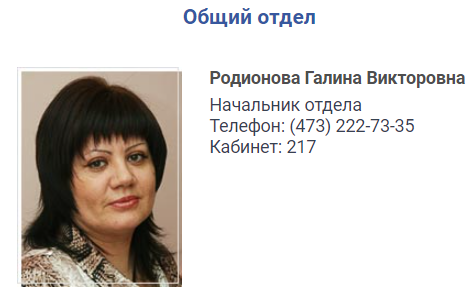 Общий отдел
Родионова Галина Викторовна
Начальник отдела
Телефон: (473) 222-73-35
Кабинет: 217